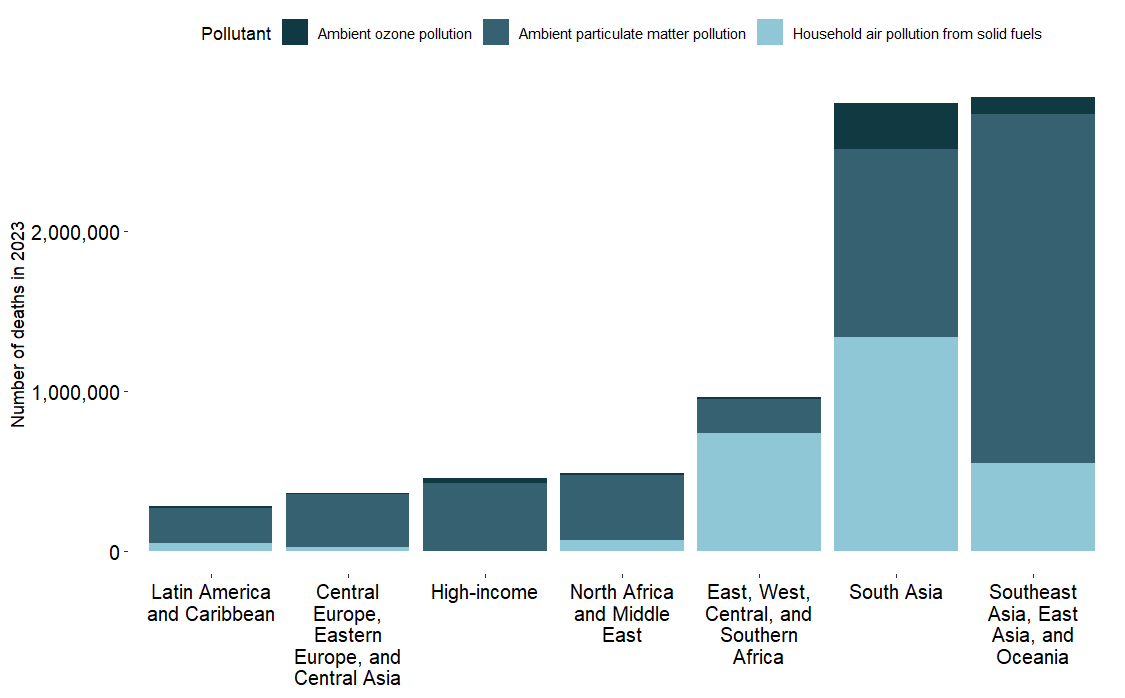 Pollutant Ambient ozone pollution Ambient particulate matter pollution Household air pollution from solid fuels
Number of deaths in 2023
2,000,000
1,000,000
0
Latin America
and Caribbean
Central
Europe,
Eastern
Europe, and
Central Asia
High-income
North Africa
and Middle
East
East, West,
Central, and
Southern
Africa
South Asia
Southeast
Asia, East
Asia, and
Oceania